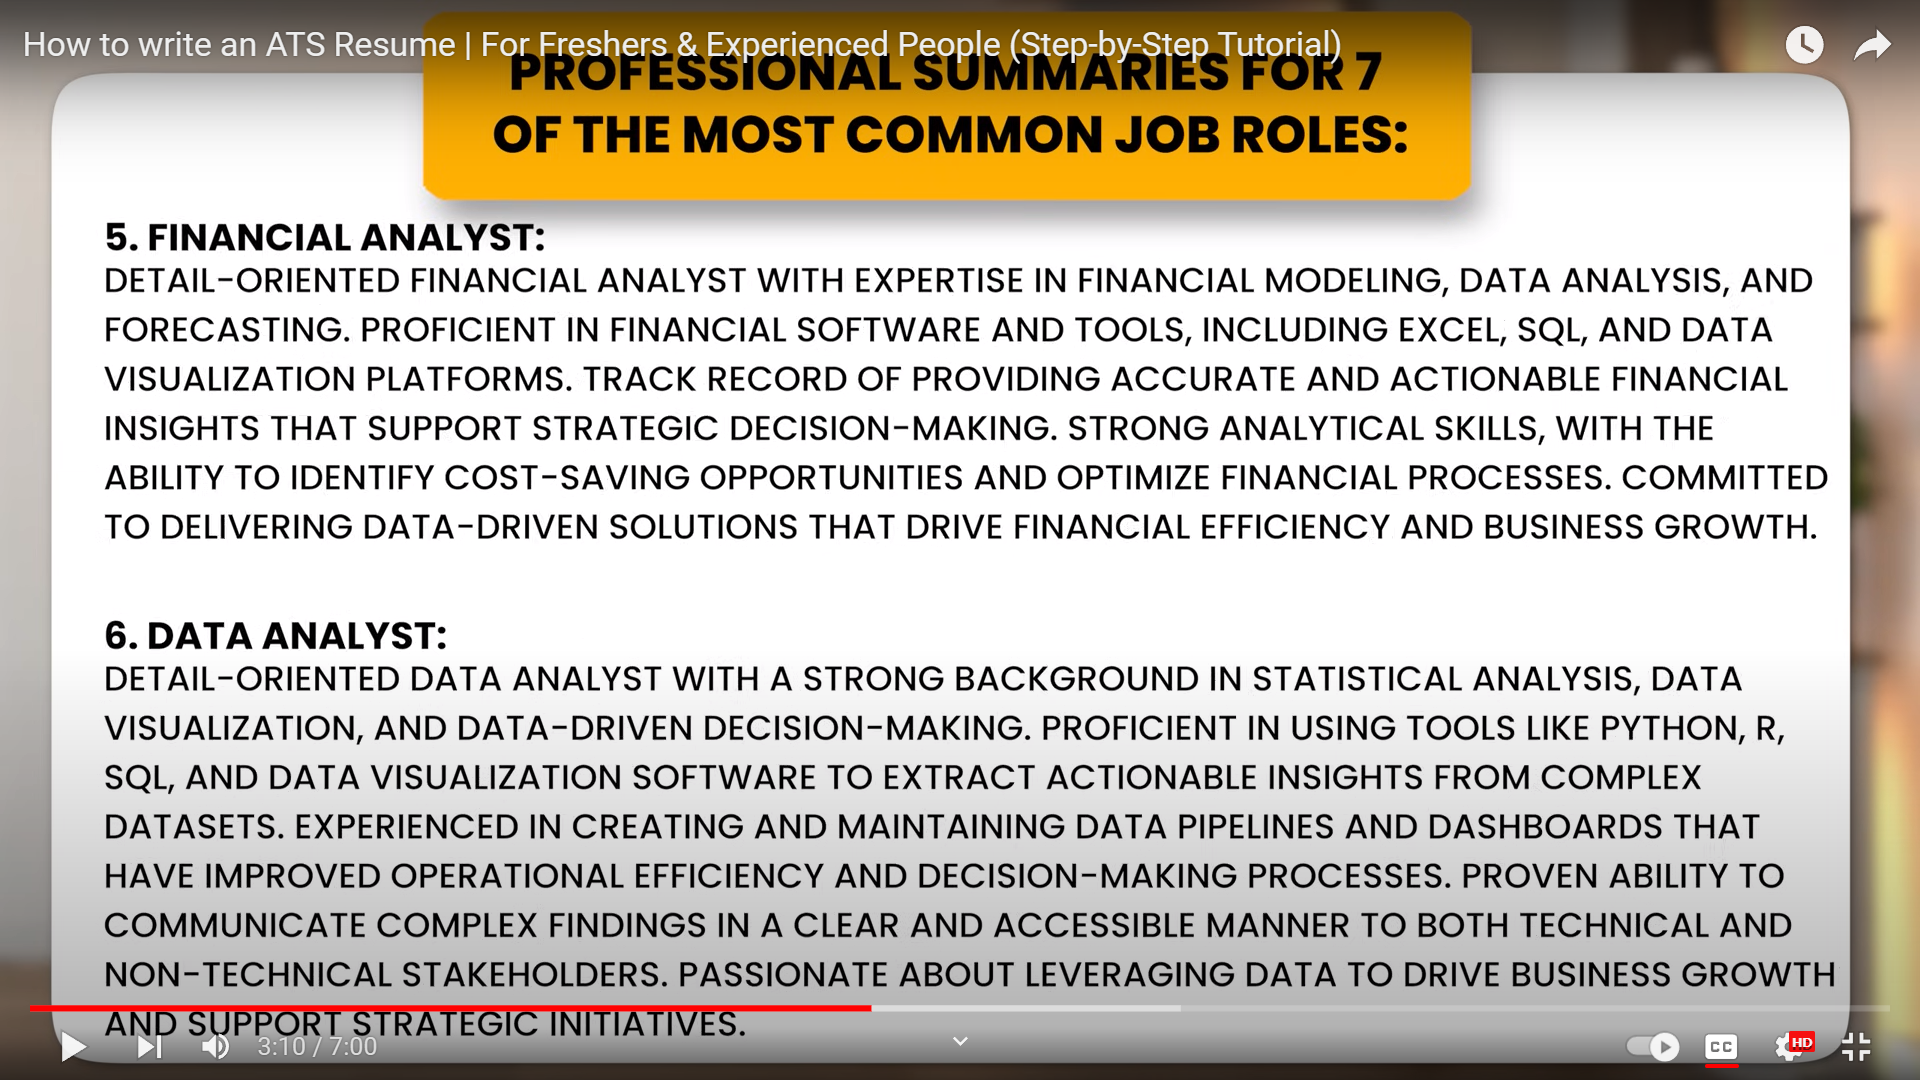 How to write an ATS Resume | For Freshers & Experienced People (Step-by-Step Tutorial)
PROFESSIONAL SUMMARIES FOR 7
OF THE MOST COMMON JOB ROLES:
5. FINANCIAL ANALYST:
DETAIL-ORIENTED FINANCIAL ANALYST WITH EXPERTISE IN FINANCIAL MODELING, DATA ANALYSIS, AND
FORECASTING. PROFICIENT IN FINANCIAL SOFTWARE AND TOOLS, INCLUDING EXCEL, SQL, AND DATA
VISUALIZATION PLATFORMS. TRACK RECORD OF PROVIDING ACCURATE AND ACTIONABLE FINANCIAL
INSIGHTS THAT SUPPORT STRATEGIC DECISION-MAKING. STRONG ANALYTICAL SKILLS, WITH THE
ABILITY TO IDENTIFY COST-SAVING OPPORTUNITIES AND OPTIMIZE FINANCIAL PROCESSES. COMMITTED
TO DELIVERING DATA-DRIVEN SOLUTIONS THAT DRIVE FINANCIAL EFFICIENCY AND BUSINESS GROWTH.
6. DATA ANALYST:
DETAIL-ORIENTED DATA ANALYST WITH A STRONG BACKGROUND IN STATISTICAL ANALYSIS, DATA
VISUALIZATION, AND DATA-DRIVEN DECISION-MAKING. PROFICIENT IN USING TOOLS LIKE PYTHON, R,
SQL, AND DATA VISUALIZATION SOFTWARE TO EXTRACT ACTIONABLE INSIGHTS FROM COMPLEX
DATASETS. EXPERIENCED IN CREATING AND MAINTAINING DATA PIPELINES AND DASHBOARDS THAT
HAVE IMPROVED OPERATIONAL EFFICIENCY AND DECISION-MAKING PROCESSES. PROVEN ABILITY TO
COMMUNICATE COMPLEX FINDINGS IN A CLEAR AND ACCESSIBLE MANNER TO BOTH TECHNICAL AND
NON-TECHNICAL STAKEHOLDERS. PASSIONATE ABOUT LEVERAGING DATA TO DRIVE BUSINESS GROWTH
AND SUPPORT STRATEGIC INITIATIVES.
3:10 / 7:00
CC
HD